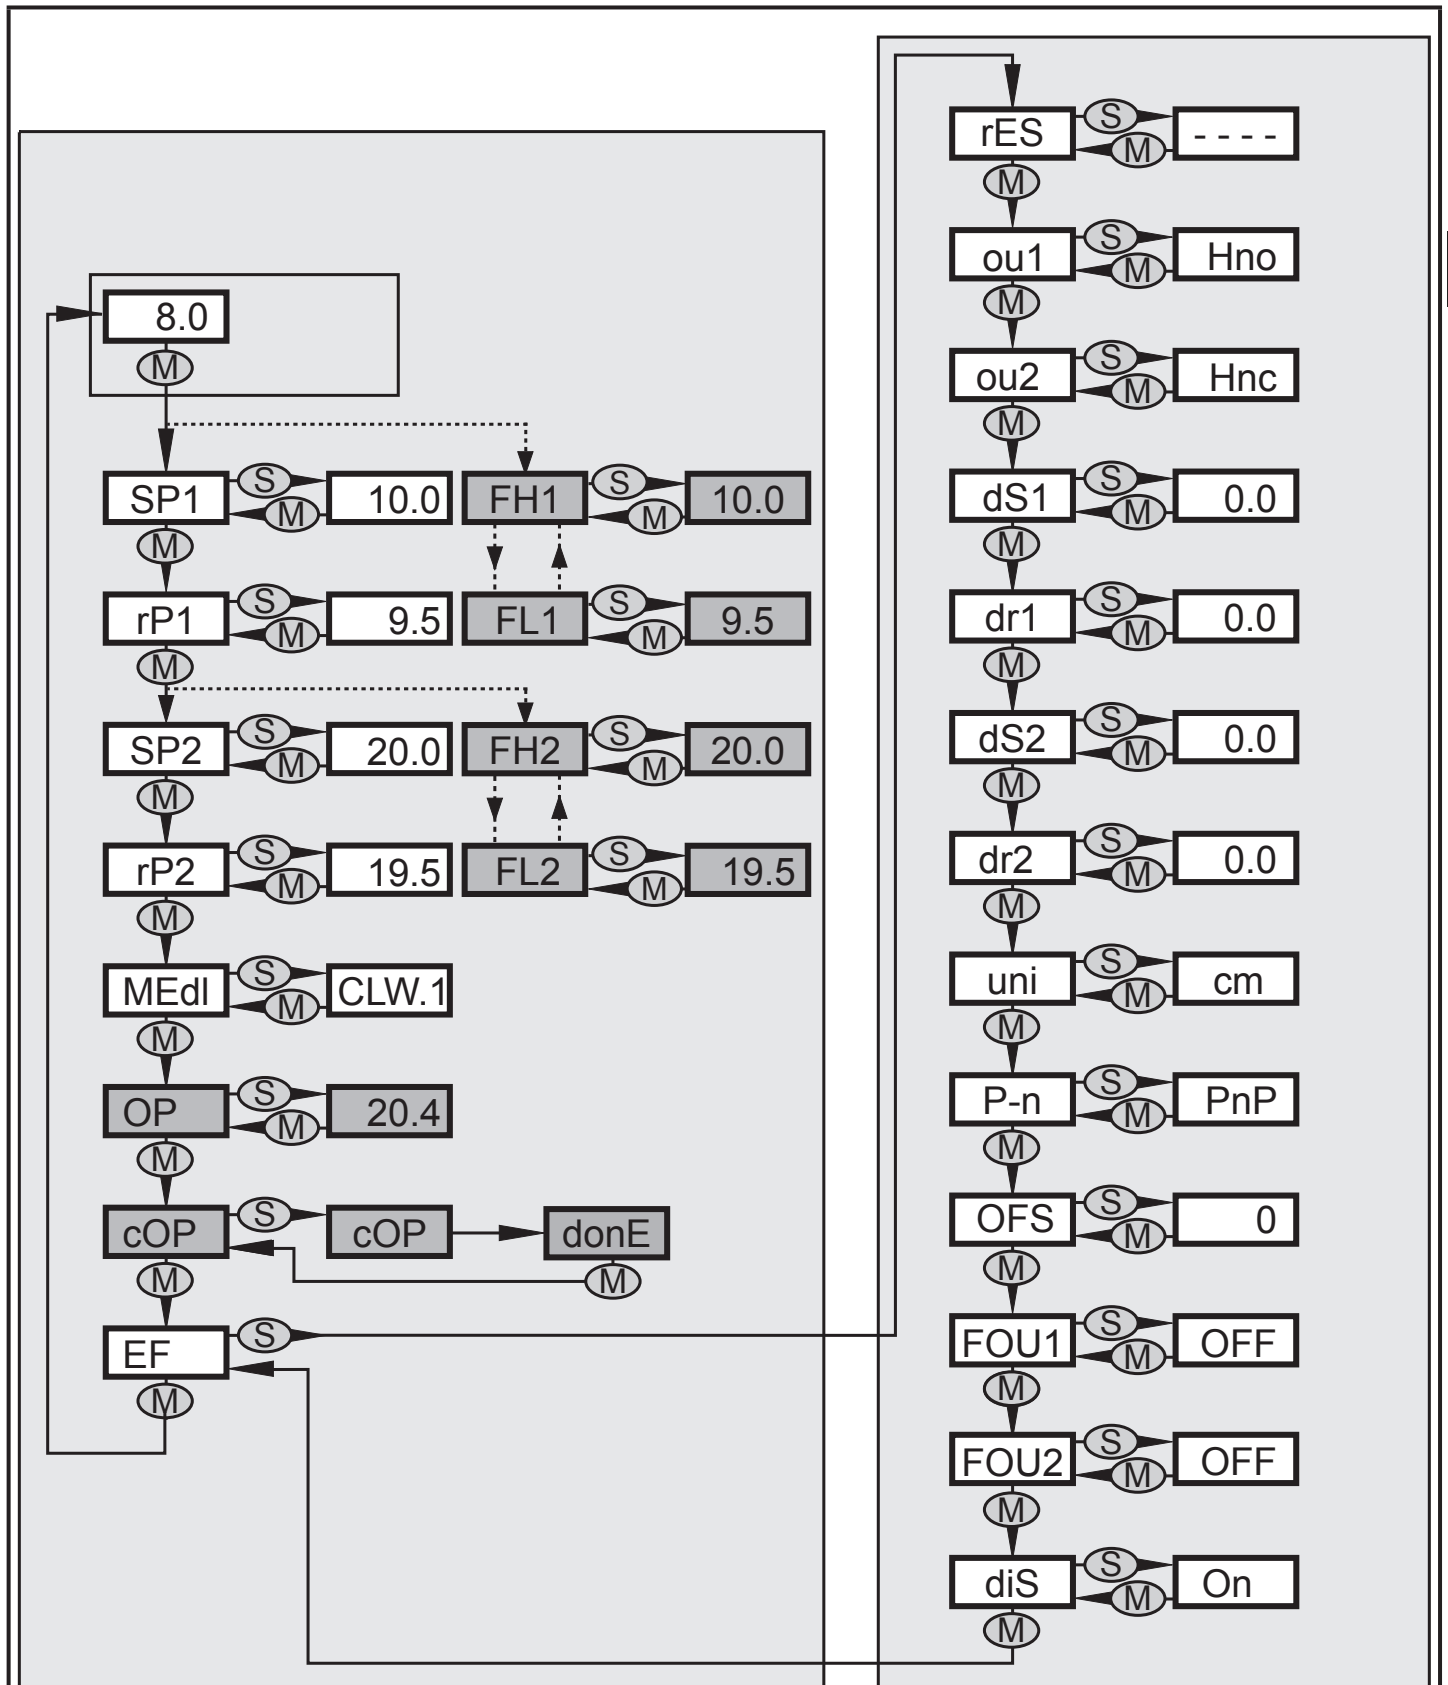 8.0
M
SP1 S M 10.0 FH1 S M 10.0
M
rP1 S M 9.5 FL1 S M 9.5
M
SP2 S M 20.0 FH2 S M 20.0
M
rP2 S M 19.5 FL2 S M 19.5
M
MEdI S M CLW.1
M
OP S M 20.4
M
cOP S cOP donE
M M
EF S
M
rES S M - - - -
M
ou1 S M Hno
M
ou2 S M Hnc
M
dS1 S M 0.0
M
dr1 S M 0.0
M
dS2 S M 0.0
M
dr2 S M 0.0
M
uni S M cm
M
P-n S M PnP
M
OFS S M 0
M
FOU1 S M OFF
M
FOU2 S M OFF
M
diS S M On
M